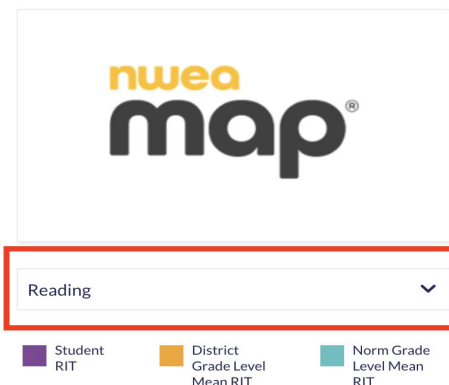 nwea
map®
Reading
Student
RIT
District
Grade Level
Mean RIT
Norm Grade
Level Mean
RIT